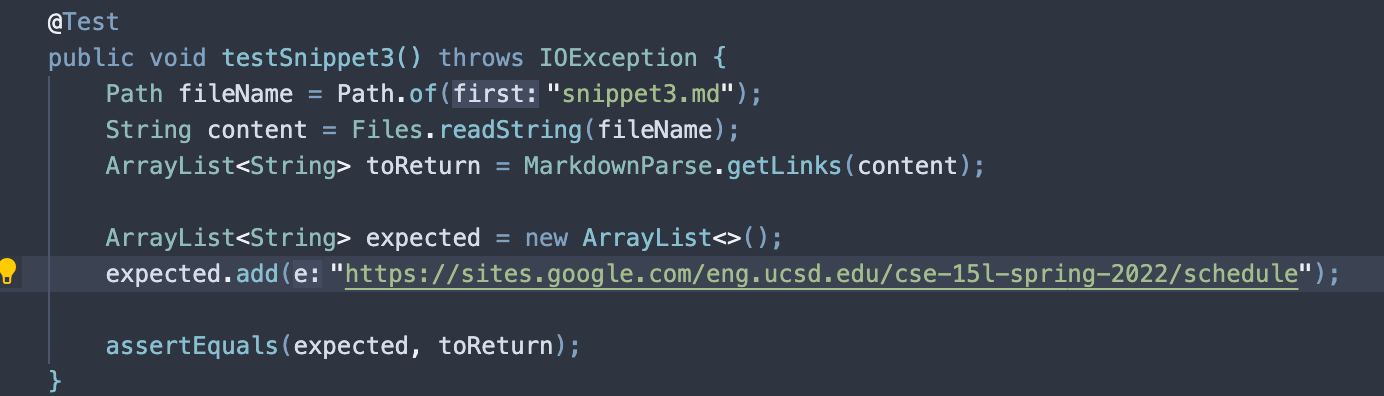 @Test
public void testSnippet3() throws IOException {
Path fileName = Path.of(first: "snippet3.md");
String content = Files.readString(fileName);
ArrayList<String> toReturn = MarkdownParse.getLinks(content);
ArrayList<String> expected = new ArrayList<>();
expected.add(e: "https://sites.google.com/eng.ucsd.edu/cse-15l-spring-2022/schedule");
assertEquals(expected, toReturn);
}